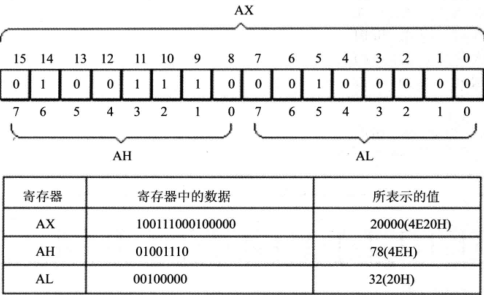 AX
15 14 13 12 11 10 9 8 7 6 5 4 3 2 1 0
0 1 0 0 1 1 1 0 0 0 1 0 0 0 0 0
7 6 5 4 3 2 1 0 7 6 5 4 3 2 1 0
AH AL
寄存器 寄存器中的数据 所表示的值
AX 100111000100000 20000(4E20H)
AH 01001110 78(4EH)
AL 00100000 32(20H)